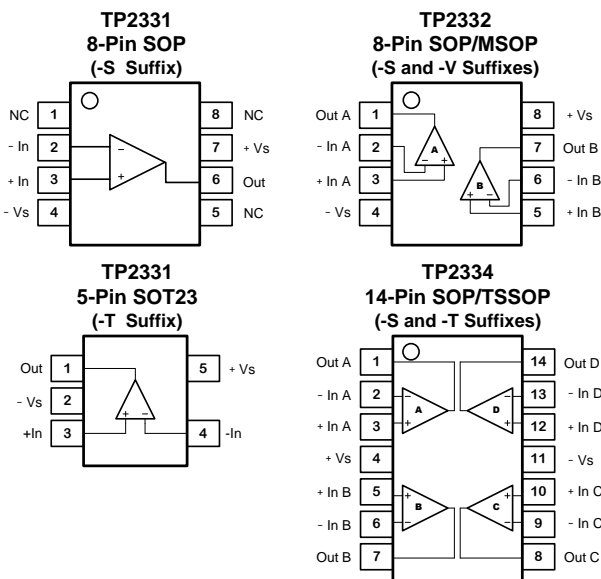 TP2331
8-Pin SOP
(-S Suffix)
NC 1 8 NC
- In 2 − 7 + Vs
+ In 3 + 6 Out
- Vs 4 5 NC
TP2332
8-Pin SOP/MSOP
(-S and -V Suffixes)
Out A 1 8 + Vs
- In A 2 A − + 7 Out B
+ In A 3 B 6 - In B
- Vs 4 + − 5 + In B
TP2331
5-Pin SOT23
(-T Suffix)
Out 1 5 + Vs
- Vs 2
+In 3 + − 4 -In
TP2334
14-Pin SOP/TSSOP
(-S and -T Suffixes)
Out A 1 14 Out D
- In A 2 − A D − 13 - In D
+ In A 3 + + 12 + In D
+ Vs 4 11 - Vs
+ In B 5 + B C + 10 + In C
- In B 6 − − 9 - In C
Out B 7 8 Out C